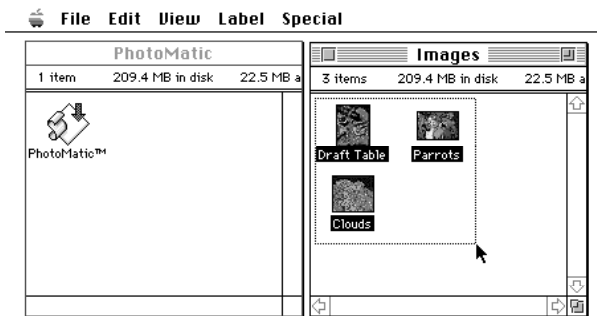 File Edit View Label Special
PhotoMatic
1 item 209.4 MB in disk 22.5 MB a
PhotoMatic™
Images
3 items 209.4 MB in disk 22.5 MB a
Draft Table Parrots
Clouds